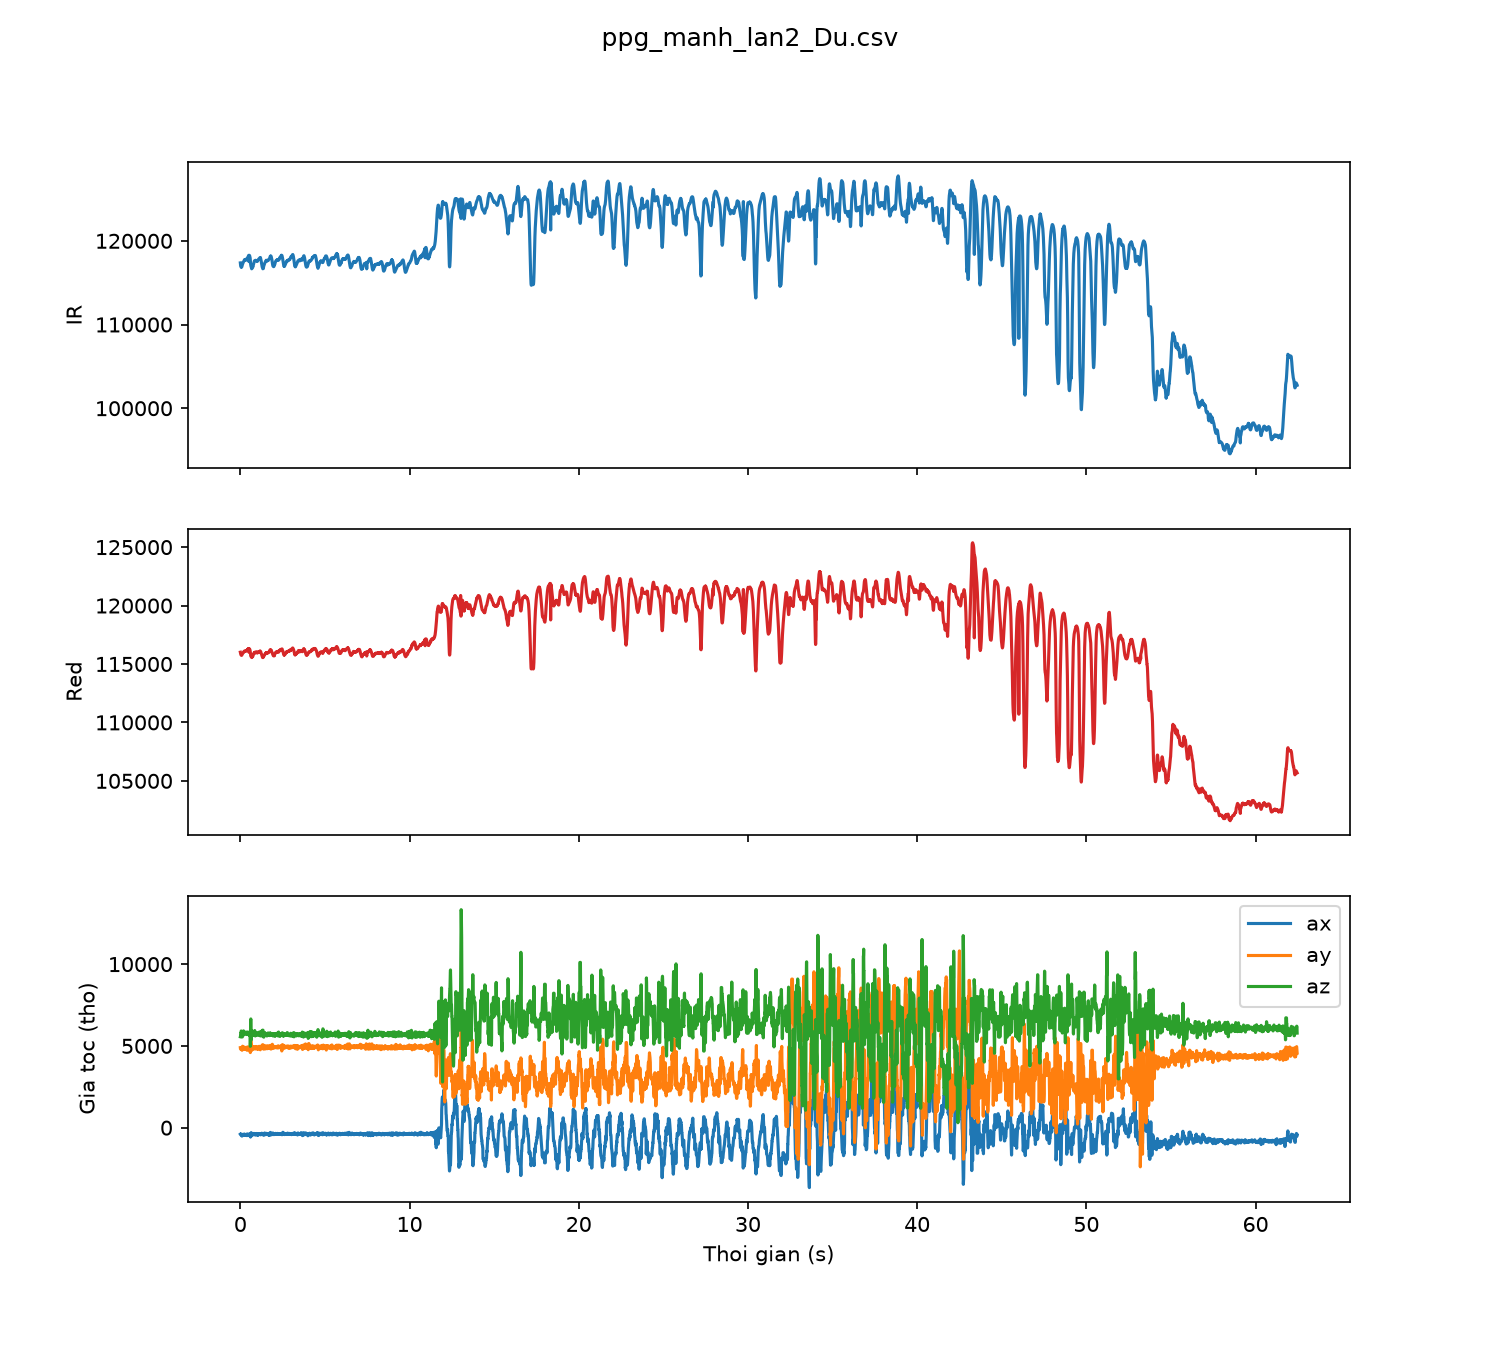 ppg_manh_lan2_Du.csv
IR
120000
110000
100000
Red
125000
120000
115000
110000
105000
Gia toc (tho)
10000
5000
0
ax
ay
az
0 10 20 30 40 50 60
Thoi gian (s)